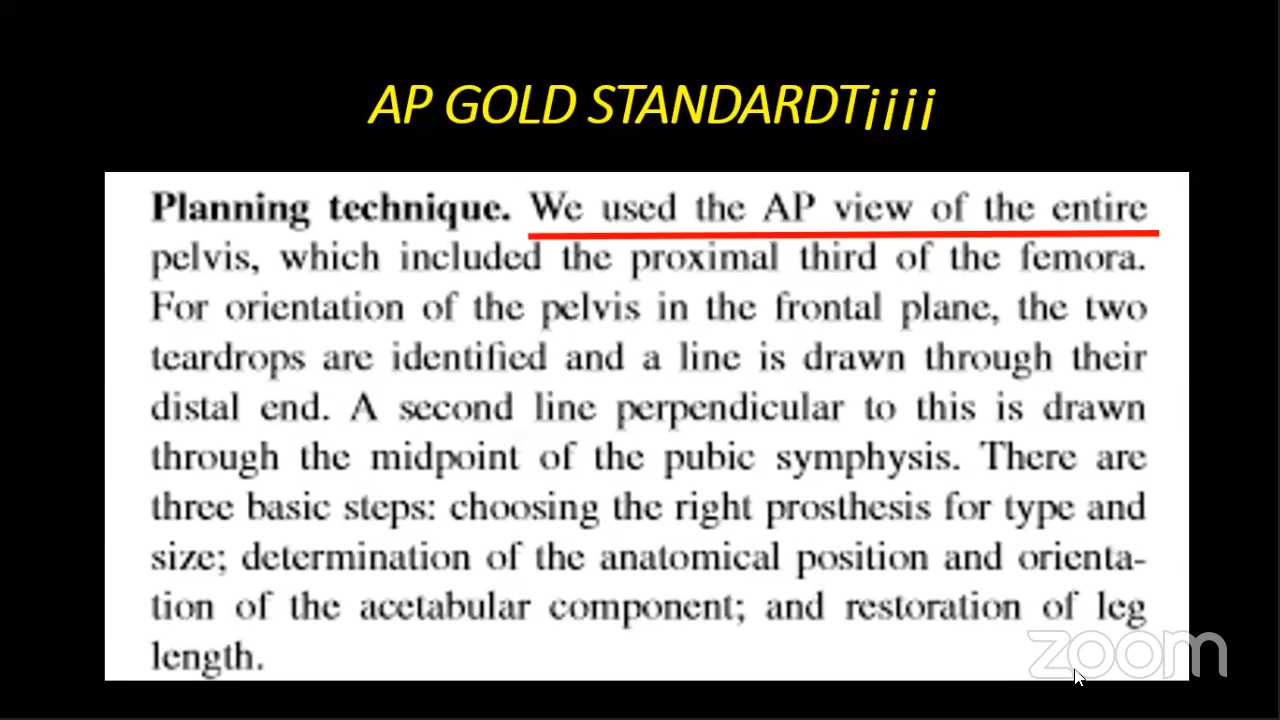 AP GOLD STANDARDT¡¡¡¡
Planning technique. We used the AP view of the entire
pelvis, which included the proximal third of the femora.
For orientation of the pelvis in the frontal plane, the two
teardrops are identified and a line is drawn through their
distal end. A second line perpendicular to this is drawn
through the midpoint of the pubic symphysis. There are
three basic steps: choosing the right prosthesis for type and
size; determination of the anatomical position and orienta-
tion of the acetabular component; and restoration of leg
length.
zoom